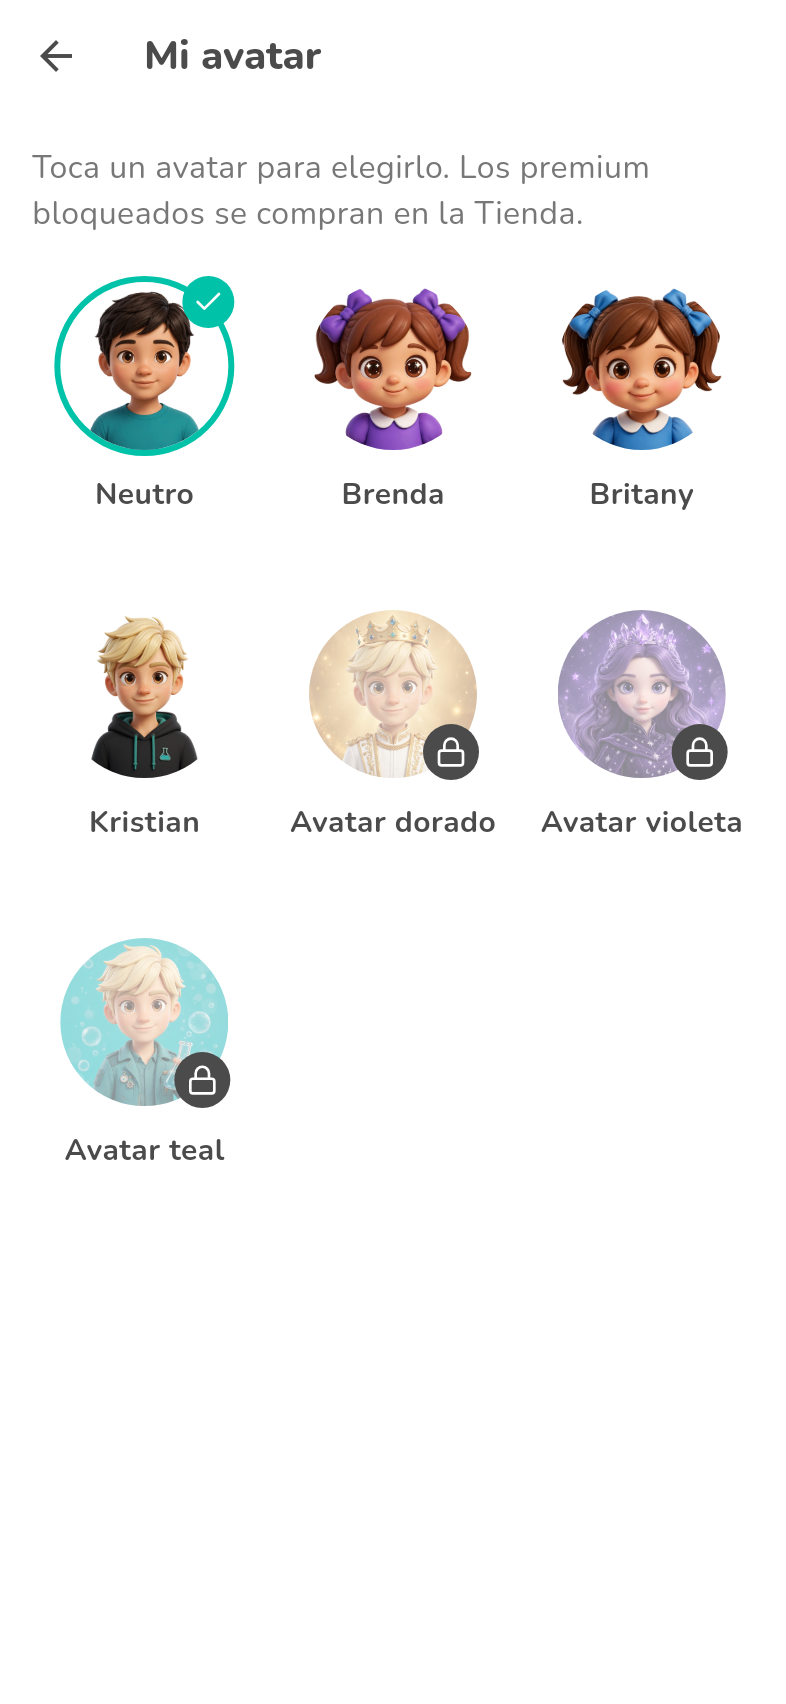 Mi avatar
Toca un avatar para elegirlo. Los premium
bloqueados se compran en la Tienda.
Neutro
Brenda
Britany
Kristian
Avatar dorado
Avatar violeta
Avatar teal